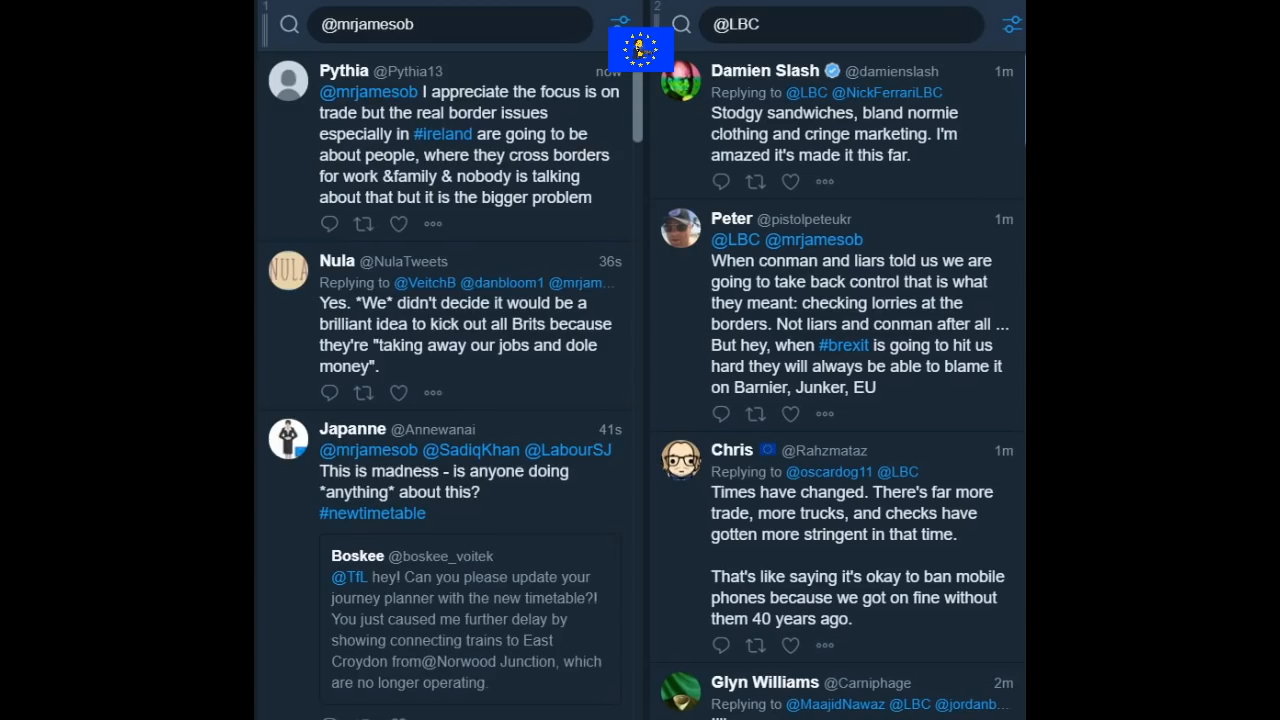 1
@mrjamesob
Pythia @Pythia13 now
@mrjamesob I appreciate the focus is on
trade but the real border issues
especially in #ireland are going to be
about people, where they cross borders
for work &family & nobody is talking
about that but it is the bigger problem
Nula @NulaTweets 36s
Replying to @VeitchB @danbloom1 @mrjam...
Yes. *We* didn't decide it would be a
brilliant idea to kick out all Brits because
they're "taking away our jobs and dole
money".
NULA
Japanne @Annewanai 41s
@mrjamesob @SadiqKhan @LabourSJ
This is madness - is anyone doing
*anything* about this?
#newtimetable
Boskee @boskee_voitek
@TfL hey! Can you please update your
journey planner with the new timetable?!
You just caused me further delay by
showing connecting trains to East
Croydon from@Norwood Junction, which
are no longer operating.
2
@LBC
Damien Slash @damienslash 1m
Replying to @LBC @NickFerrariLBC
Stodgy sandwiches, bland normie
clothing and cringe marketing. I'm
amazed it's made it this far.
Peter @pistolpeteukr 1m
@LBC @mrjamesob
When conman and liars told us we are
going to take back control that is what
they meant: checking lorries at the
borders. Not liars and conman after all ...
But hey, when #brexit is going to hit us
hard they will always be able to blame it
on Barnier, Junker, EU
Chris @Rahzmataz 1m
Replying to @oscardog11 @LBC
Times have changed. There's far more
trade, more trucks, and checks have
gotten more stringent in that time.
That's like saying it's okay to ban mobile
phones because we got on fine without
them 40 years ago.
Glyn Williams @Carniphage 2m
Replying to @MaajidNawaz @LBC @jordanb...